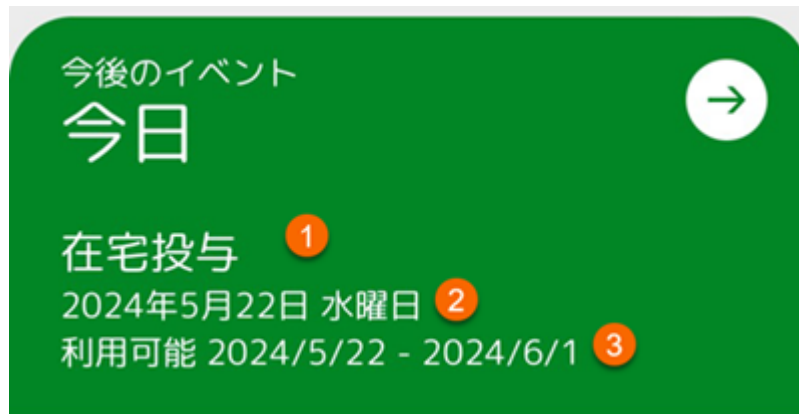 今後のイベント
今日
在宅投与 1
2024年5月22日 水曜日 2
利用可能 2024/5/22 - 2024/6/1 3